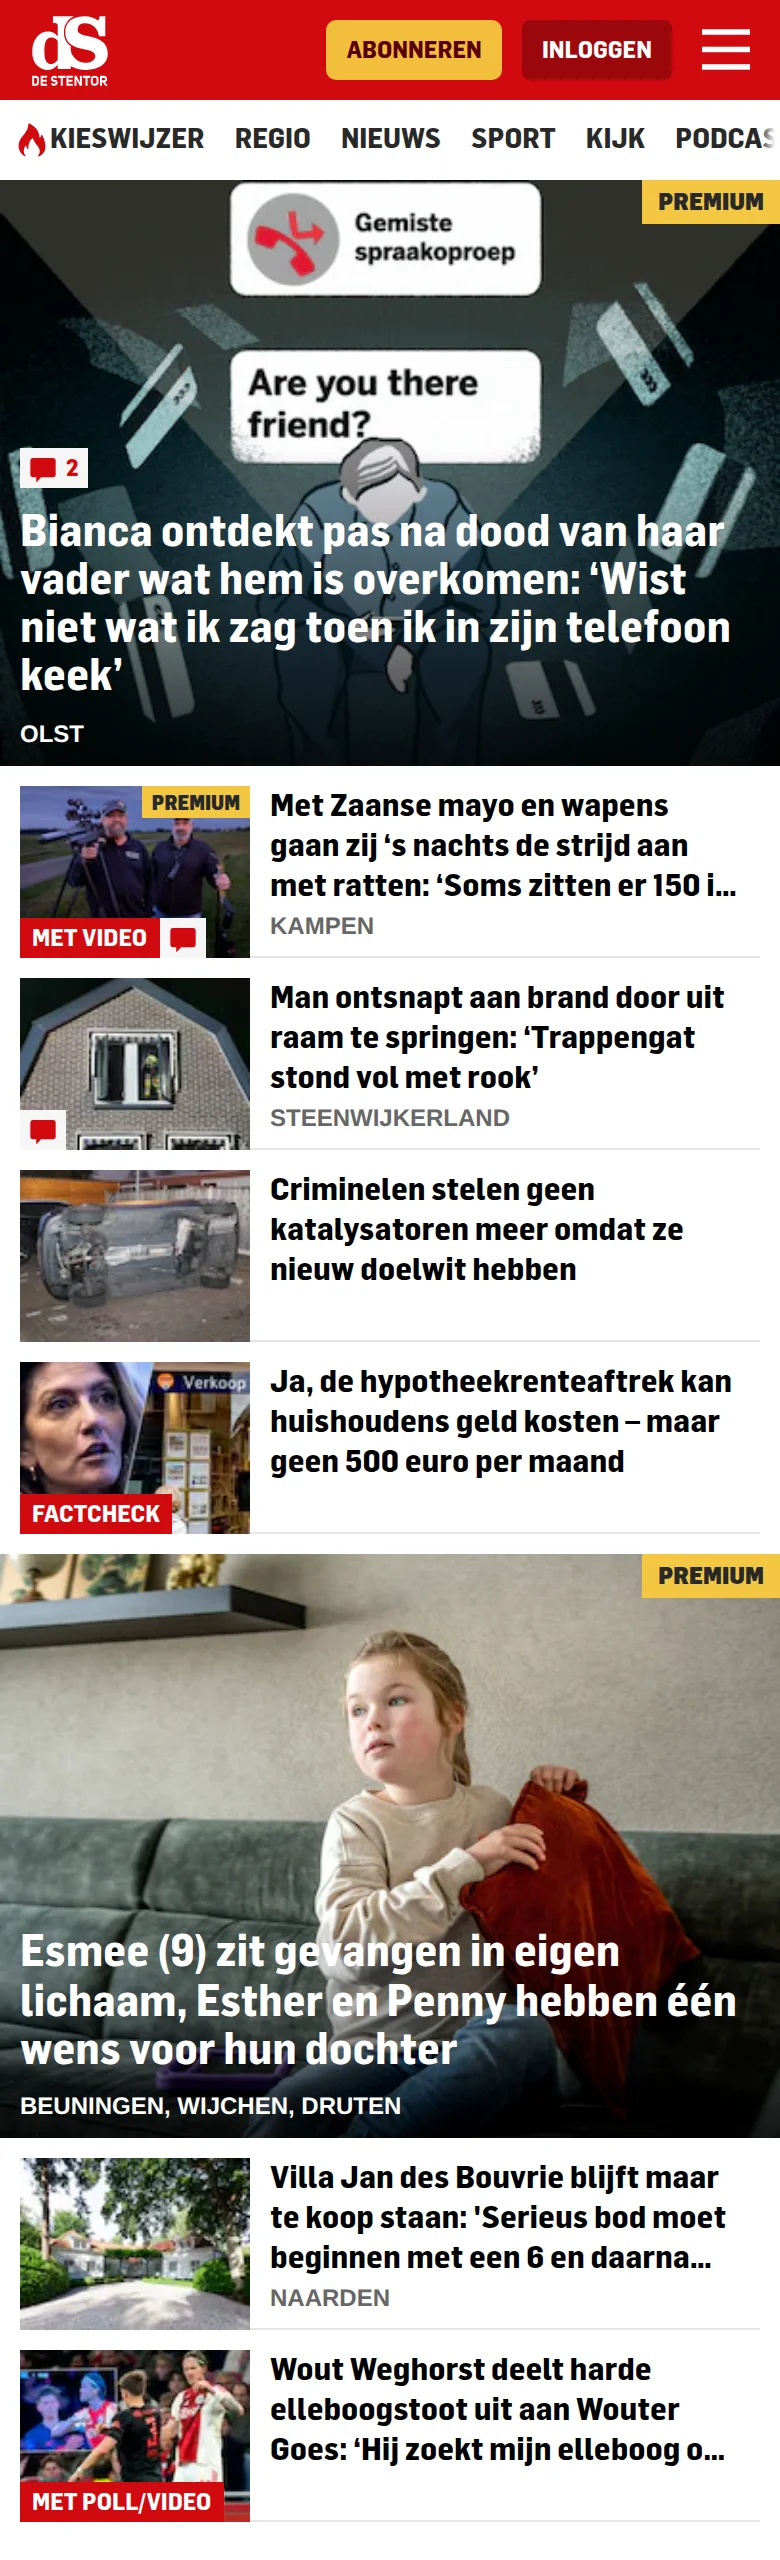 dS
DE STENTOR
ABONNEREN
INLOGGEN
KIESWIJZER REGIO NIEUWS SPORT KIJK PODCAS
PREMIUM
Gemiste
spraakoproep
Are you there
friend?
2
Bianca ontdekt pas na dood van haar
vader wat hem is overkomen: ‘Wist
niet wat ik zag toen ik in zijn telefoon
keek’
OLST
PREMIUM
MET VIDEO
Met Zaanse mayo en wapens
gaan zij ‘s nachts de strijd aan
met ratten: ‘Soms zitten er 150 i...
KAMPEN
Man ontsnapt aan brand door uit
raam te springen: ‘Trappengat
stond vol met rook’
STEENWIJKERLAND
Criminelen stelen geen
katalysatoren meer omdat ze
nieuw doelwit hebben
Verkoop
FACTCHECK
Ja, de hypotheekrenteaftrek kan
huishoudens geld kosten – maar
geen 500 euro per maand
PREMIUM
Esmee (9) zit gevangen in eigen
lichaam, Esther en Penny hebben één
wens voor hun dochter
BEUNINGEN, WIJCHEN, DRUTEN
Villa Jan des Bouvrie blijft maar
te koop staan: 'Serieus bod moet
beginnen met een 6 en daarna...
NAARDEN
MET POLL/VIDEO
Wout Weghorst deelt harde
elleboogstoot uit aan Wouter
Goes: ‘Hij zoekt mijn elleboog o...